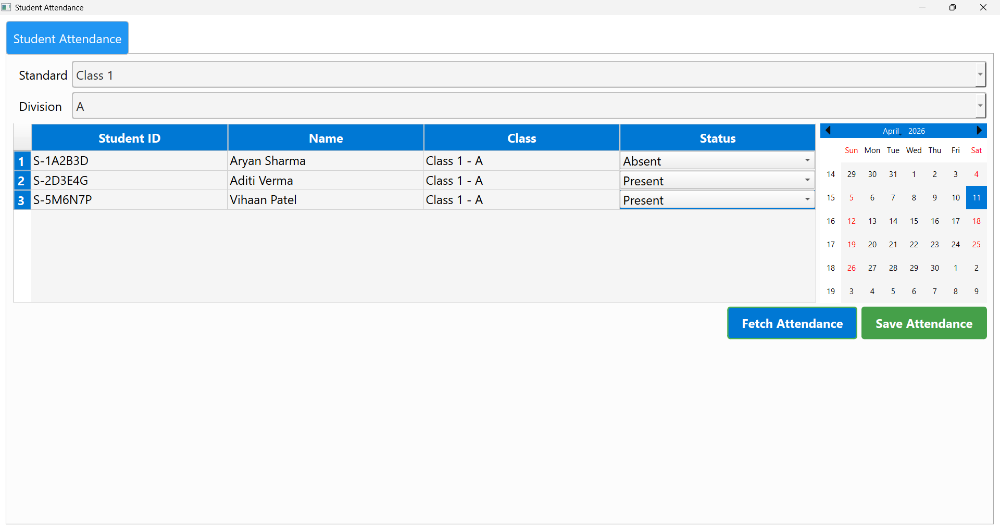 Student Attendance
Student Attendance
Standard Class 1
Division A
Student ID Name Class Status
1 S-1A2B3D Aryan Sharma Class 1 - A Absent
2 S-2D3E4G Aditi Verma Class 1 - A Present
3 S-5M6N7P Vihaan Patel Class 1 - A Present
April 2026
Sun Mon Tue Wed Thu Fri Sat
14 29 30 31 1 2 3 4
15 5 6 7 8 9 10 11
16 12 13 14 15 16 17 18
17 19 20 21 22 23 24 25
18 26 27 28 29 30 1 2
19 3 4 5 6 7 8 9
Fetch Attendance Save Attendance